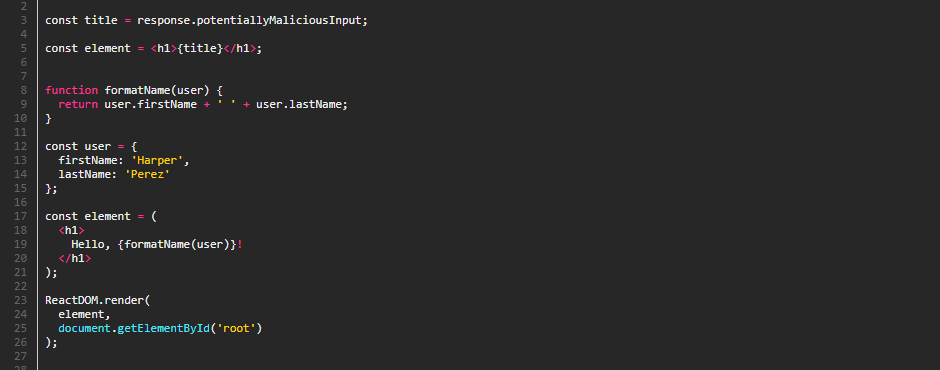 2
3 const title = response.potentiallyMaliciousInput;
4
5 const element = <h1>{title}</h1>;
6
7
8 function formatName(user) {
9   return user.firstName + ' ' + user.lastName;
10 }
11
12 const user = {
13   firstName: 'Harper',
14   lastName: 'Perez'
15 };
16
17 const element = (
18   <h1>
19     Hello, {formatName(user)}!
20   </h1>
21 );
22
23 ReactDOM.render(
24   element,
25   document.getElementById('root')
26 );
27
28